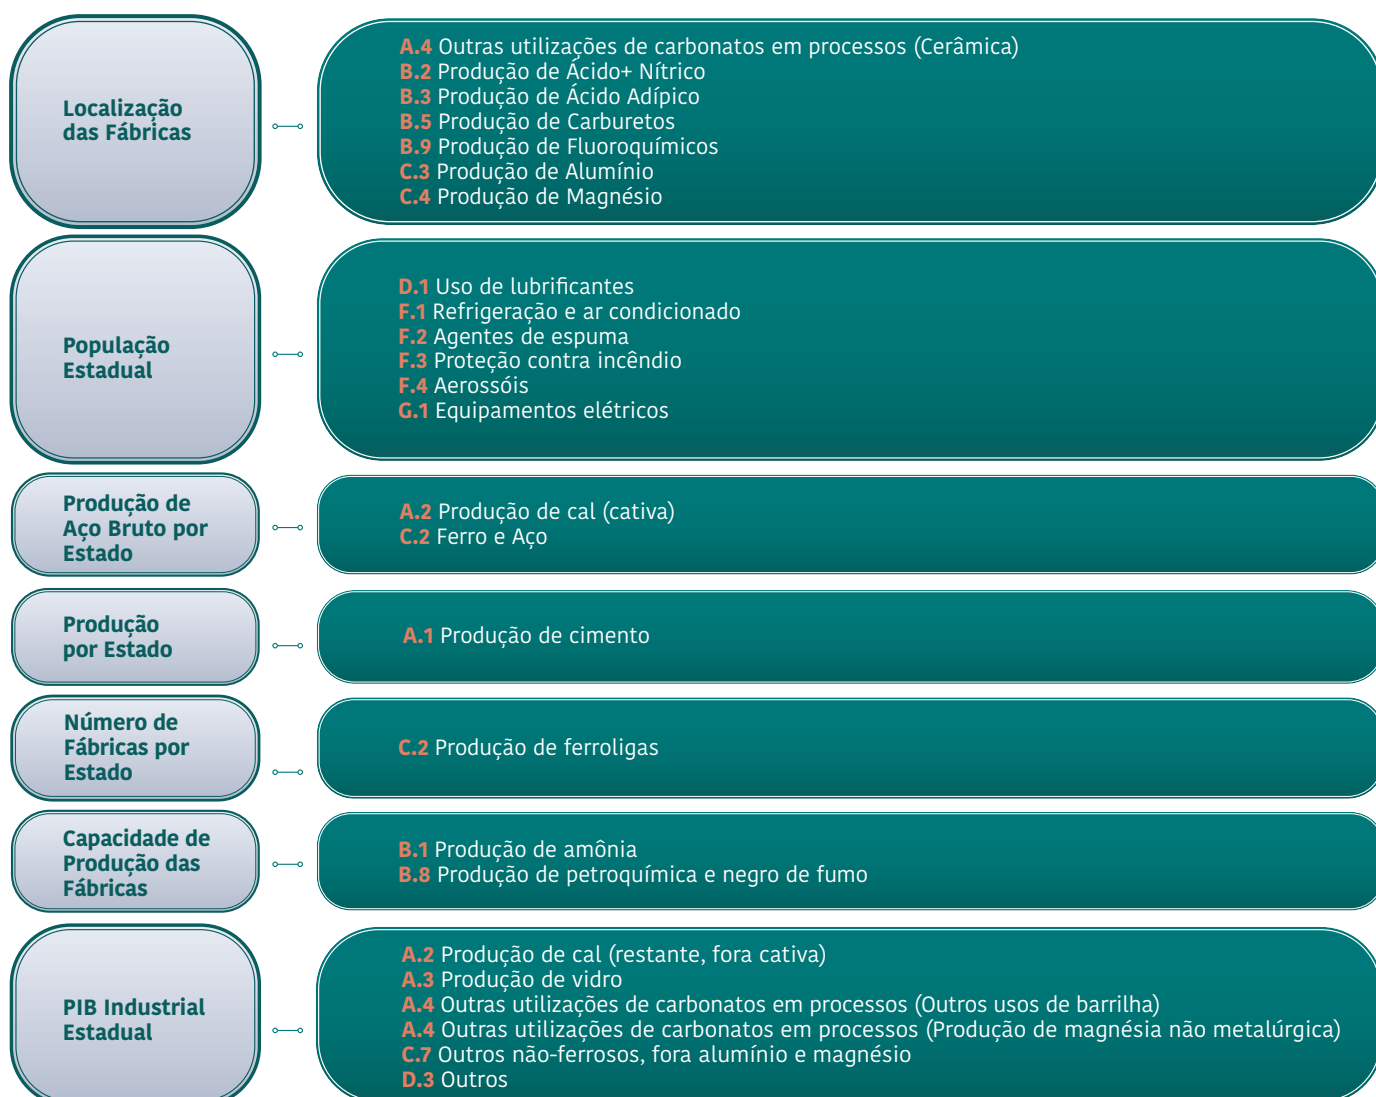 Localização
das Fábricas
A.4 Outras utilizações de carbonatos em processos (Cerâmica)
B.2 Produção de Ácido+ Nítrico
B.3 Produção de Ácido Adípico
B.5 Produção de Carburetos
B.9 Produção de Fluoroquímicos
C.3 Produção de Alumínio
C.4 Produção de Magnésio
População
Estadual
D.1 Uso de lubrificantes
F.1 Refrigeração e ar condicionado
F.2 Agentes de espuma
F.3 Proteção contra incêndio
F.4 Aerossóis
G.1 Equipamentos elétricos
Produção de
Aço Bruto por
Estado
A.2 Produção de cal (cativa)
C.2 Ferro e Aço
Produção
por Estado
A.1 Produção de cimento
Número de
Fábricas por
Estado
C.2 Produção de ferroligas
Capacidade de
Produção das
Fábricas
B.1 Produção de amônia
B.8 Produção de petroquímica e negro de fumo
PIB Industrial
Estadual
A.2 Produção de cal (restante, fora cativa)
A.3 Produção de vidro
A.4 Outras utilizações de carbonatos em processos (Outros usos de barrilha)
A.4 Outras utilizações de carbonatos em processos (Produção de magnésia não metalúrgica)
C.7 Outros não-ferrosos, fora alumínio e magnésio
D.3 Outros